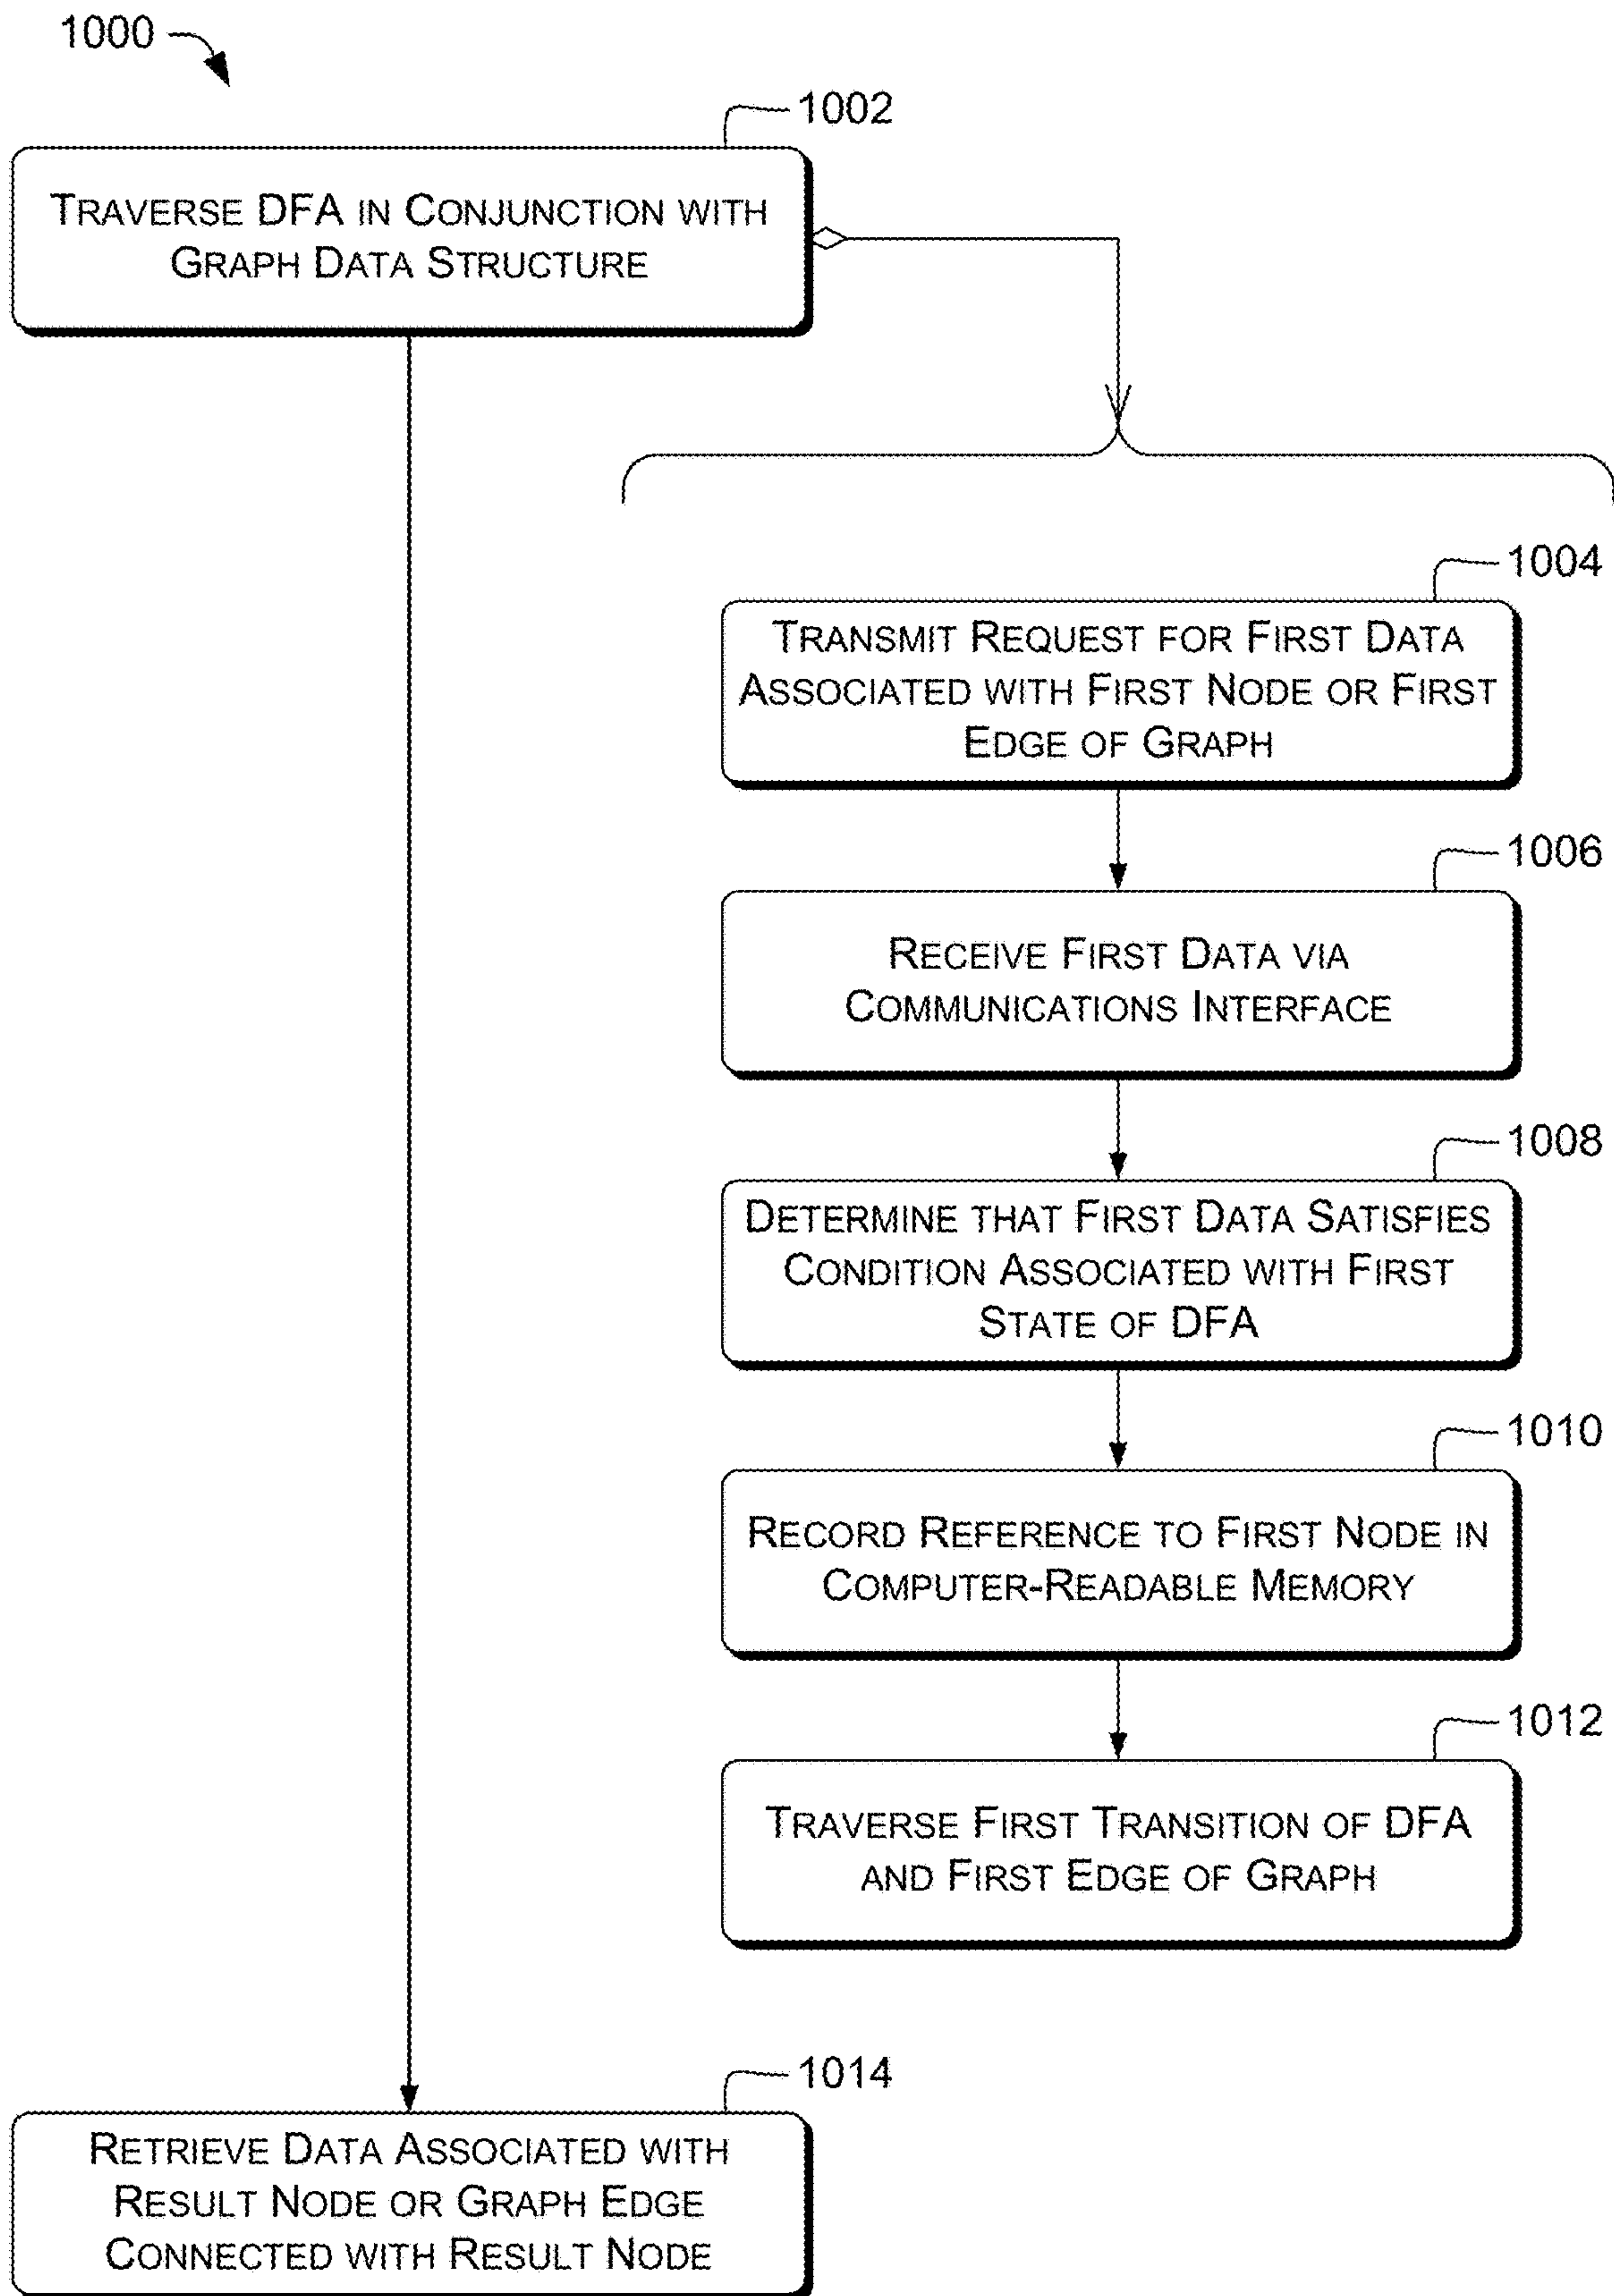 1000
1002
TRAVERSE DFA IN CONJUNCTION WITH
GRAPH DATA STRUCTURE
1004
TRANSMIT REQUEST FOR FIRST DATA
ASSOCIATED WITH FIRST NODE OR FIRST
EDGE OF GRAPH
1006
RECEIVE FIRST DATA VIA
COMMUNICATIONS INTERFACE
1008
DETERMINE THAT FIRST DATA SATISFIES
CONDITION ASSOCIATED WITH FIRST
STATE OF DFA
1010
RECORD REFERENCE TO FIRST NODE IN
COMPUTER-READABLE MEMORY
1012
TRAVERSE FIRST TRANSITION OF DFA
AND FIRST EDGE OF GRAPH
1014
RETRIEVE DATA ASSOCIATED WITH
RESULT NODE OR GRAPH EDGE
CONNECTED WITH RESULT NODE